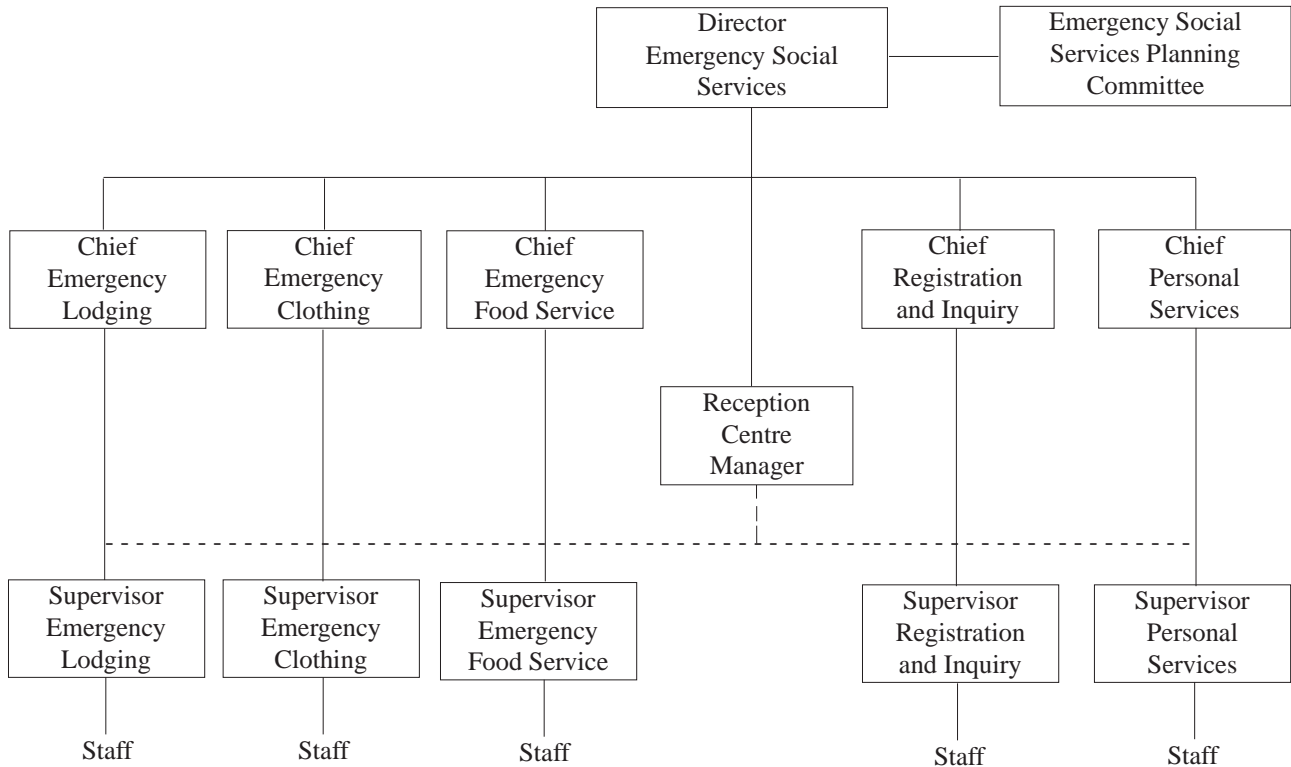 Director
Emergency Social
Services
Emergency Social
Services Planning
Committee
Chief
Emergency
Lodging
Chief
Emergency
Clothing
Chief
Emergency
Food Service
Chief
Registration
and Inquiry
Chief
Personal
Services
Reception
Centre
Manager
Supervisor
Emergency
Lodging
Supervisor
Emergency
Clothing
Supervisor
Emergency
Food Service
Supervisor
Registration
and Inquiry
Supervisor
Personal
Services
Staff
Staff
Staff
Staff
Staff